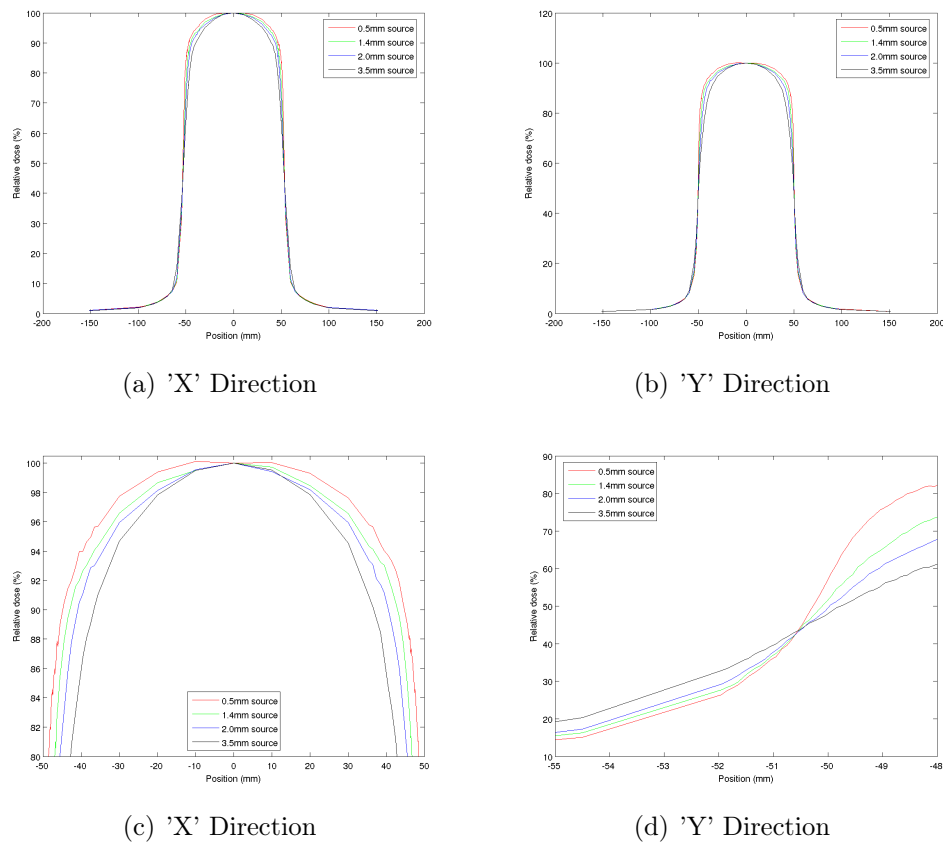 100
90
80
70
60
50
40
30
20
10
0
Relative dose (%)
-200 -150 -100 -50 0 50 100 150 200
Position (mm)
0.5mm source
1.4mm source
2.0mm source
3.5mm source
(a) 'X' Direction
120
100
80
60
40
20
0
Relative dose (%)
-200 -150 -100 -50 0 50 100 150 200
Position (mm)
0.5mm source
1.4mm source
2.0mm source
3.5mm source
(b) 'Y' Direction
100
98
96
94
92
90
88
86
84
82
80
Relative dose (%)
-50 -40 -30 -20 -10 0 10 20 30 40 50
Position (mm)
0.5mm source
1.4mm source
2.0mm source
3.5mm source
(c) 'X' Direction
90
80
70
60
50
40
30
20
10
Relative dose (%)
-55 -54 -53 -52 -51 -50 -49 -48
Position (mm)
0.5mm source
1.4mm source
2.0mm source
3.5mm source
(d) 'Y' Direction